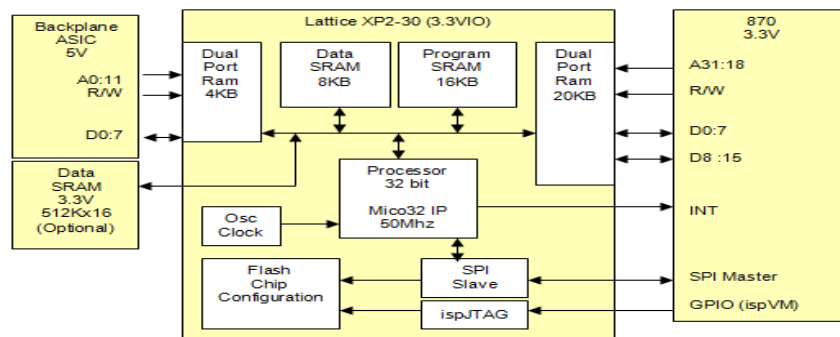 Lattice XP2-30 (3.3VIO)
Backplane
ASIC
5V
A0:11
R/W
D0:7
Data
SRAM
3.3V
512Kx16
(Optional)
Dual
Port
Ram
4KB
Data
SRAM
8KB
Program
SRAM
16KB
Dual
Port
Ram
20KB
Processor
32 bit
Mico32 IP
50Mhz
Osc
Clock
Flash
Chip
Configuration
SPI
Slave
ispJTAG
870
3.3V
A31:18
R/W
D0:7
D8 :15
INT
SPI Master
GPIO (ispVM)